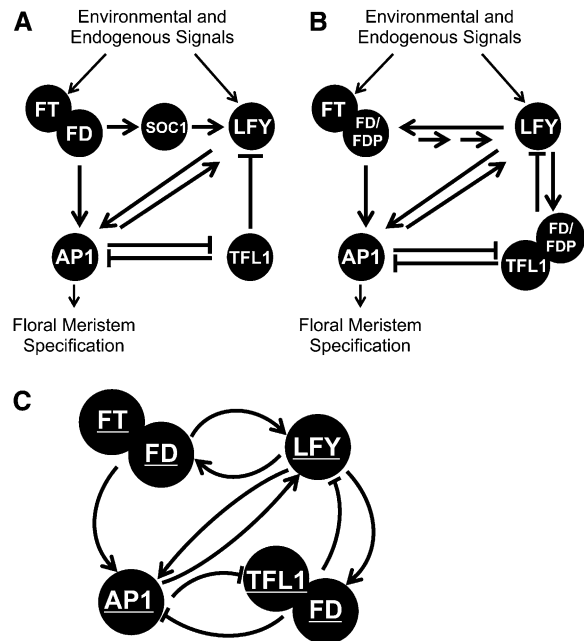 A
Environmental and
Endogenous Signals
FT
FD
SOC1
LFY
AP1
TFL1
Floral Meristem
Specification
B
Environmental and
Endogenous Signals
FT
FD/
FDP
LFY
AP1
FD/
FDP
TFL1
Floral Meristem
Specification
C
FT
FD
LFY
AP1
TFL1
FD